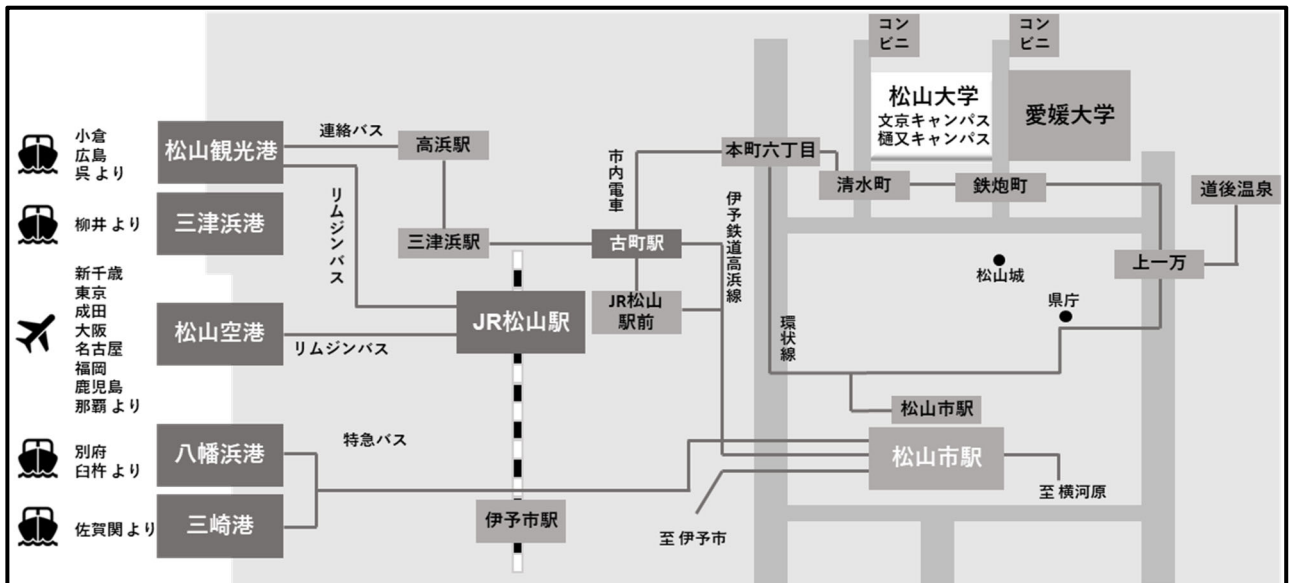 小倉
広島
呉 より
松山観光港
連絡バス
高浜駅
リムジンバス
柳井 より
三津浜港
三津浜駅
市内電車
古町駅
JR松山
駅前
伊予鉄道高浜線
本町六丁目
コン
ビニ
コン
ビニ
松山大学
文京キャンパス
樋又キャンパス
愛媛大学
清水町
鉄炮町
道後温泉
上一万
松山城
県庁
環状線
新千歳
東京
成田
大阪
名古屋
福岡
鹿児島
那覇 より
松山空港
リムジンバス
JR松山駅
松山市駅
松山市駅
至 横河原
至 伊予市
別府
臼杵 より
八幡浜港
特急バス
佐賀関 より
三崎港
伊予市駅